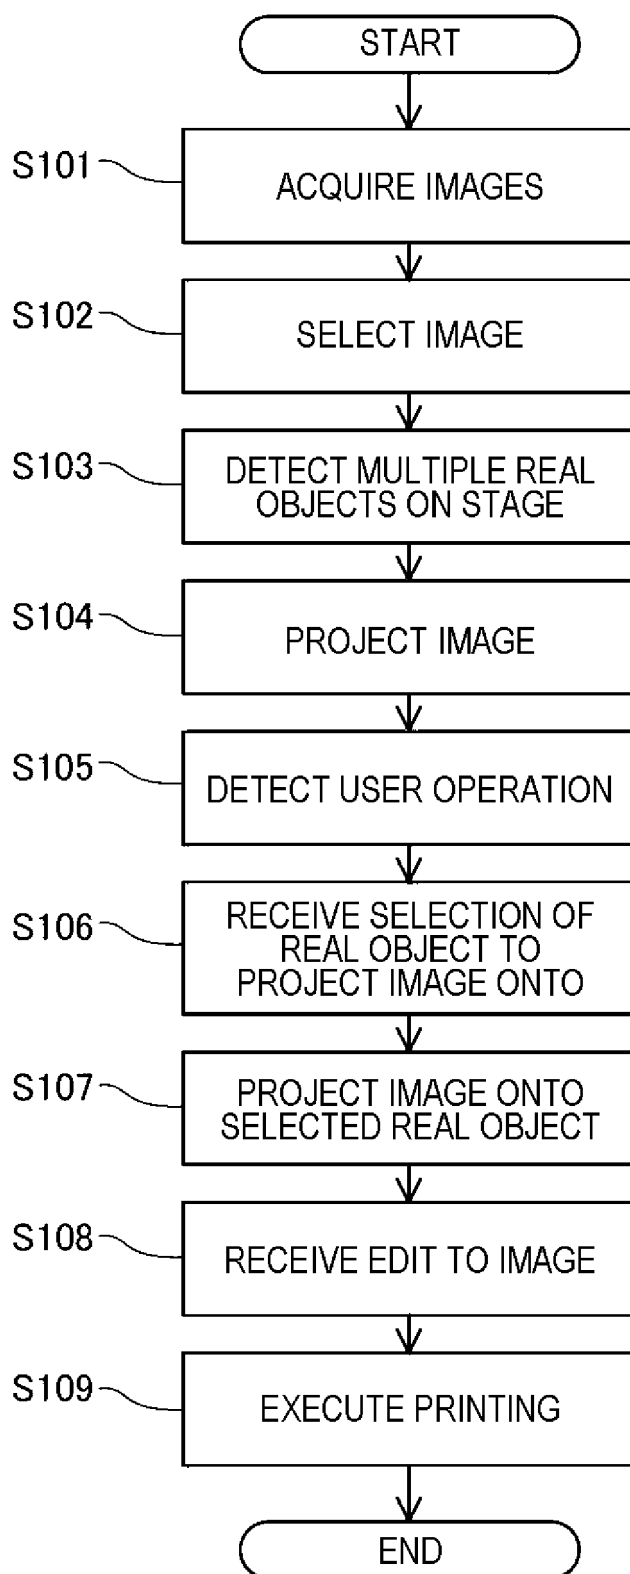 START
S101
ACQUIRE IMAGES
S102
SELECT IMAGE
S103
DETECT MULTIPLE REAL
OBJECTS ON STAGE
S104
PROJECT IMAGE
S105
DETECT USER OPERATION
S106
RECEIVE SELECTION OF
REAL OBJECT TO
PROJECT IMAGE ONTO
S107
PROJECT IMAGE ONTO
SELECTED REAL OBJECT
S108
RECEIVE EDIT TO IMAGE
S109
EXECUTE PRINTING
END